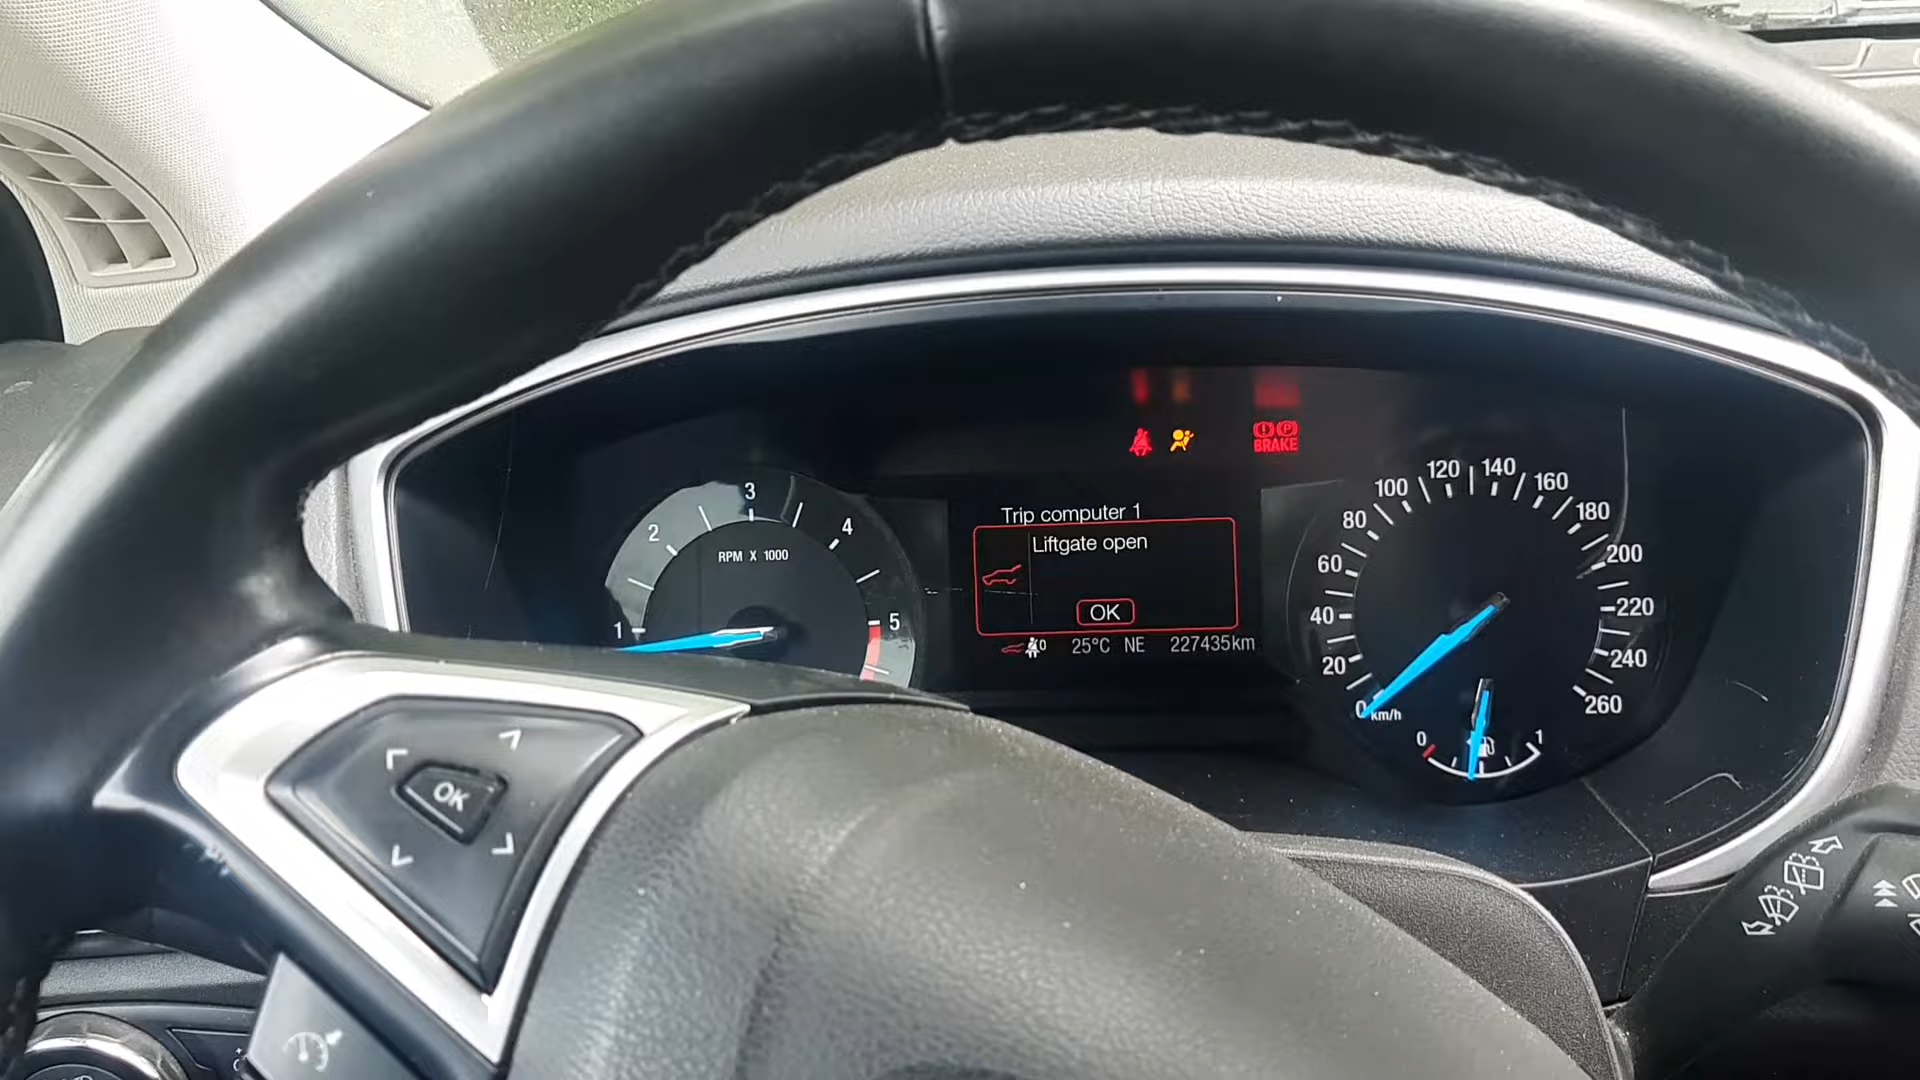 BRAKE
3
2
4
RPM X 1000
1
5
Trip computer 1
Liftgate open
OK
0 25°C NE 227435km
0
20
40
60
80
100
120
140
160
180
200
220
240
260
km/h
0
1
OK